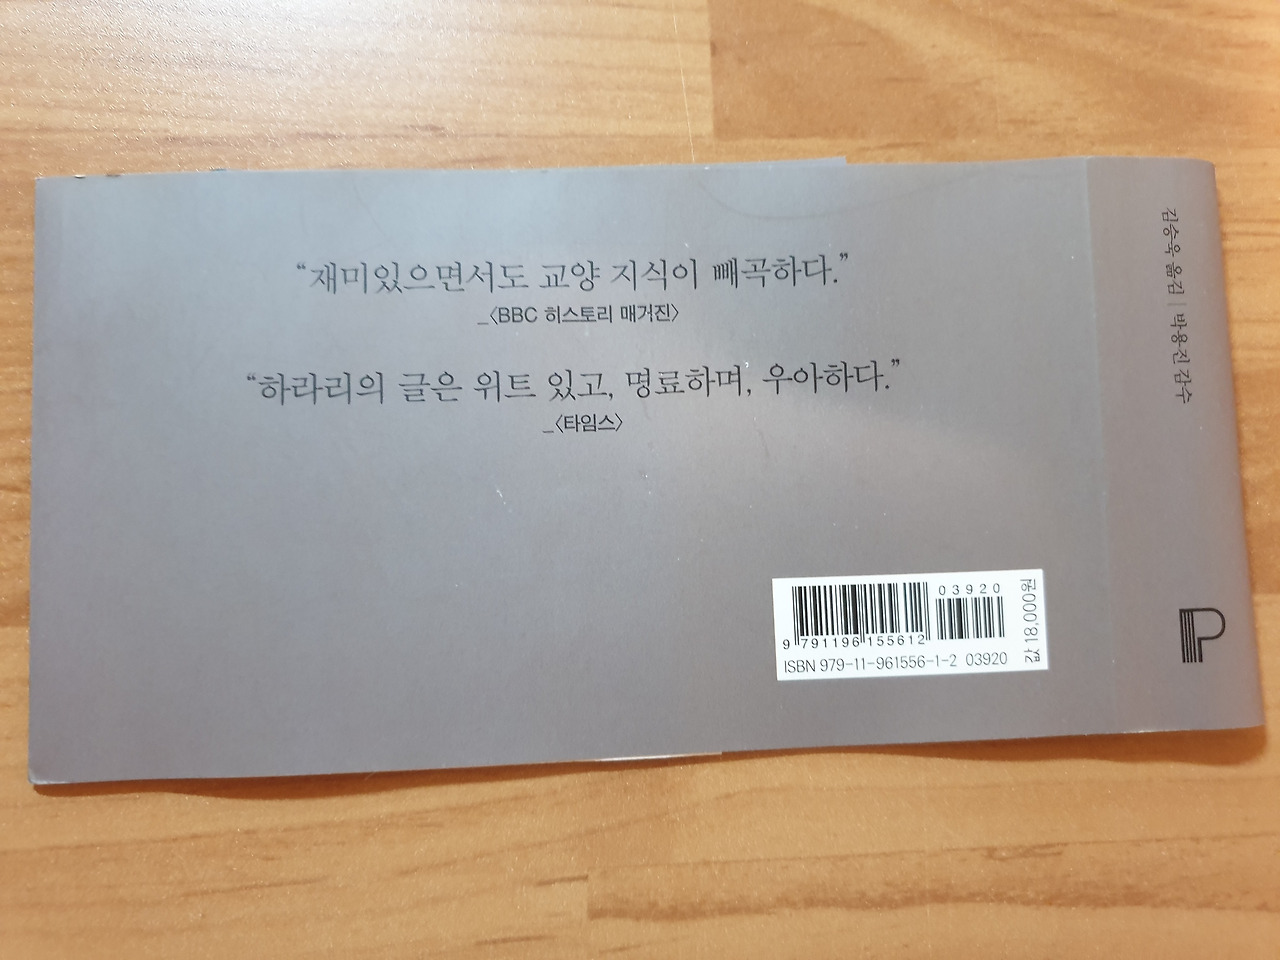 “재미있으면서도 교양 지식이 빼곡하다.”
_〈BBC 히스토리 매거진〉
“하라리의 글은 위트 있고, 명료하며, 우아하다.”
_〈타임스〉
03920
9 791196 155612
ISBN 979-11-961556-1-2 03920
값 18,000원
김승욱 옮김 | 박용진 감수
P